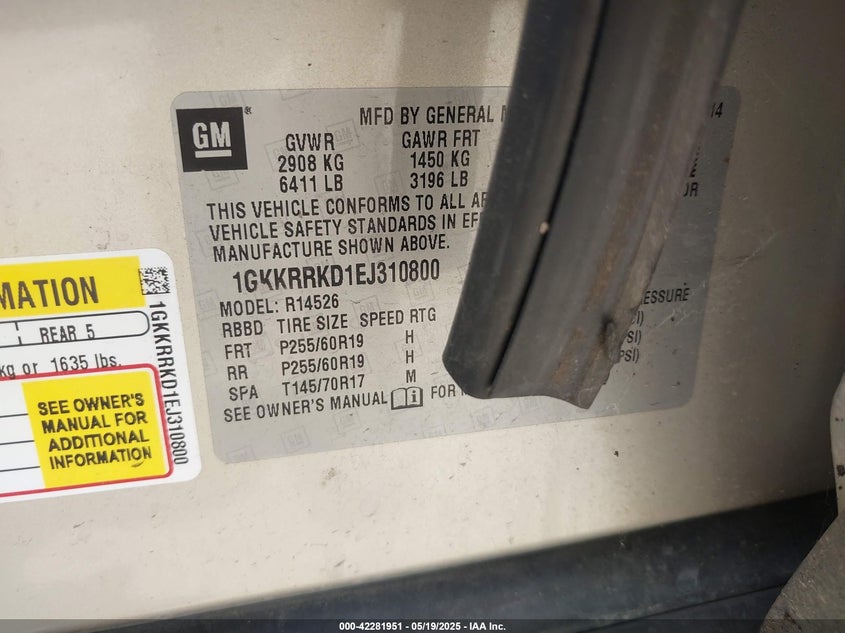 GM
MFD BY GENERAL
14
GVWR GAWR FRT
2908 KG 1450 KG
6411 LB 3196 LB
THIS VEHICLE CONFORMS TO ALL
VEHICLE SAFETY STANDARDS IN
MANUFACTURE SHOWN ABOVE.
1GKKRRKD1EJ310800
MODEL: R14526
RBBD TIRE SIZE SPEED RTG
FRT P255/60R19 H
RR P255/60R19 H
SPA T145/70R17 M
SEE OWNER'S MANUAL FOR
REAR 5
kg or 1635 lbs.
SEE OWNER'S
MANUAL FOR
ADDITIONAL
INFORMATION
1GKKRRKD1EJ310800
000-42281951 — 05/19/2025 — IAA Inc.